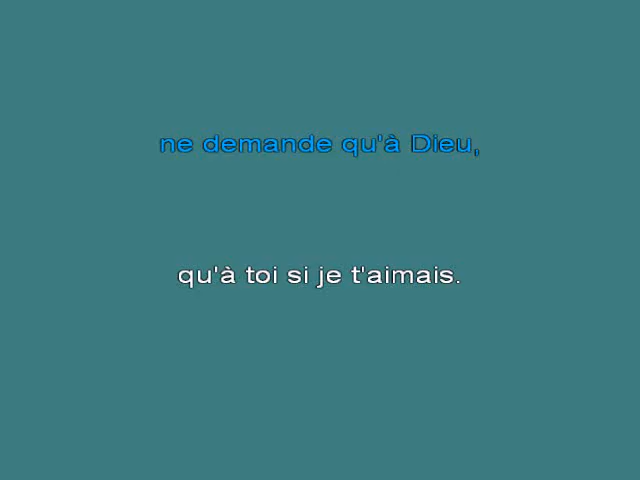 ne demande qu'à Dieu,
qu'à toi si je t'aimais.